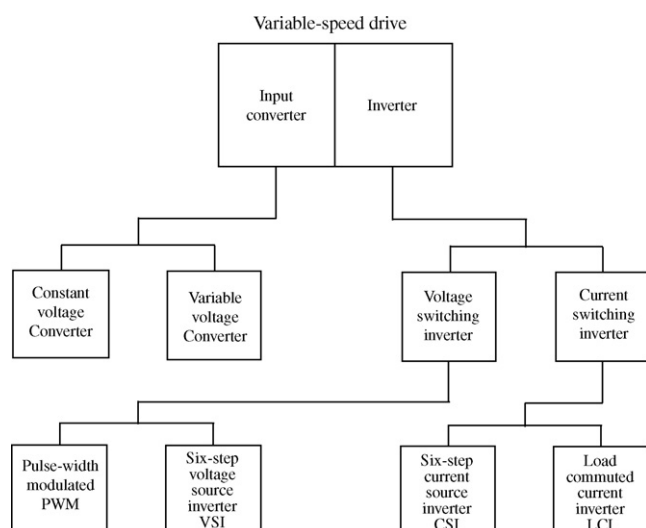 Variable-speed drive
Input
converter
Inverter
Constant
voltage
Converter
Variable
voltage
Converter
Voltage
switching
inverter
Current
switching
inverter
Pulse-width
modulated
PWM
Six-step
voltage
source
inverter
VSI
Six-step
current
source
inverter
CSI
Load
commuted
current
inverter
LCI